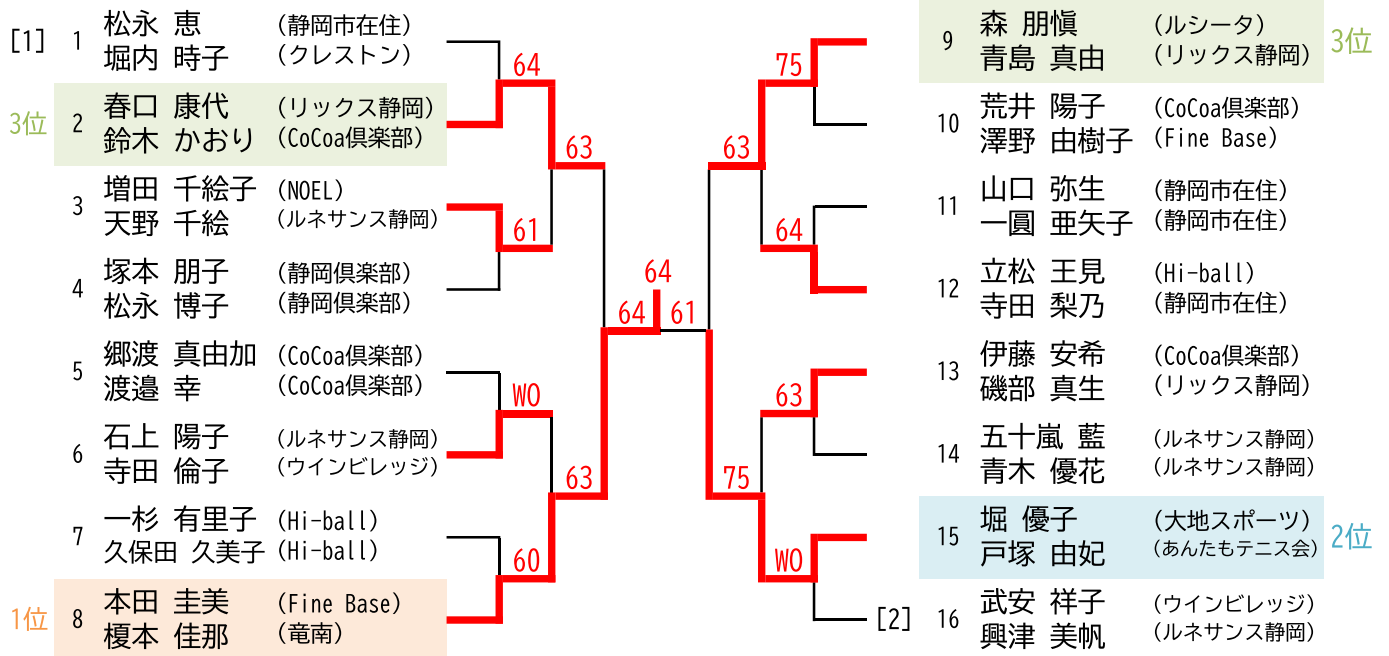 [1] 1 松永 恵 (静岡市在住)
堀内 時子 (クレストン)
3位 2 春口 康代 (リックス静岡)
鈴木 かおり (CoCoa倶楽部)
3 増田 千絵子 (NOEL)
天野 千絵 (ルネサンス静岡)
4 塚本 朋子 (静岡倶楽部)
松永 博子 (静岡倶楽部)
5 郷渡 真由加 (CoCoa倶楽部)
渡邉 幸 (CoCoa倶楽部)
6 石上 陽子 (ルネサンス静岡)
寺田 倫子 (ウインビレッジ)
7 一杉 有里子 (Hi-ball)
久保田 久美子 (Hi-ball)
1位 8 本田 圭美 (Fine Base)
榎本 佳那 (竜南)
64
61
WO
60
63
63
64
64
61
63
75
75
64
63
WO
9 森 朋愼 (ルシータ) 3位
青島 真由 (リックス静岡)
10 荒井 陽子 (CoCoa倶楽部)
澤野 由樹子 (Fine Base)
11 山口 弥生 (静岡市在住)
一圓 亜矢子 (静岡市在住)
12 立松 王見 (Hi-ball)
寺田 梨乃 (静岡市在住)
13 伊藤 安希 (CoCoa倶楽部)
磯部 真生 (リックス静岡)
14 五十嵐 藍 (ルネサンス静岡)
青木 優花 (ルネサンス静岡)
15 堀 優子 (大地スポーツ) 2位
戸塚 由妃 (あんたもテニス会)
[2] 16 武安 祥子 (ウインビレッジ)
興津 美帆 (ルネサンス静岡)